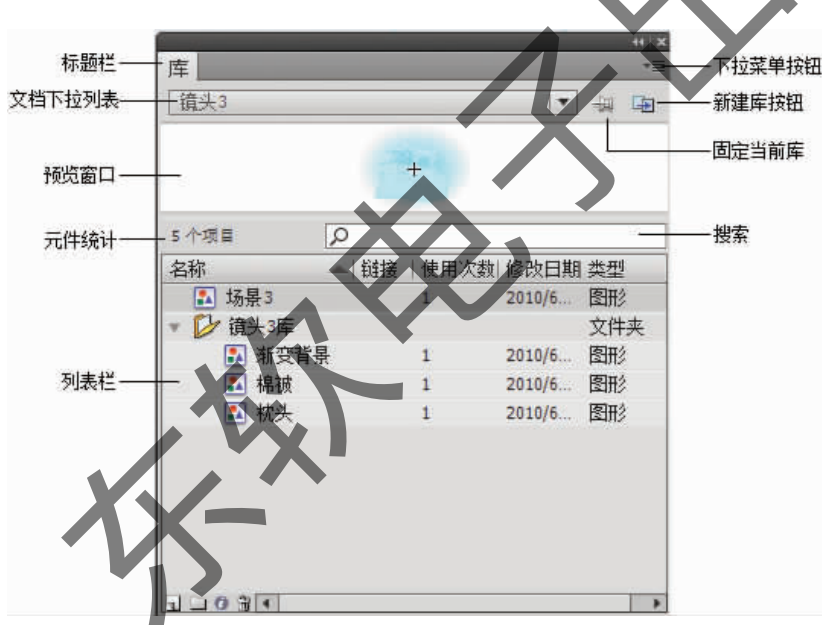 标题栏
库
下拉菜单按钮
文档下拉列表
镜头3
新建库按钮
固定当前库
预览窗口
元件统计
5 个项目
搜索
名称 链接 使用次数 修改日期 类型
场景3 1 2010/6... 图形
镜头3库 文件夹
渐变背景 1 2010/6... 图形
列表栏
棉被 1 2010/6... 图形
枕头 1 2010/6... 图形
东软电子出